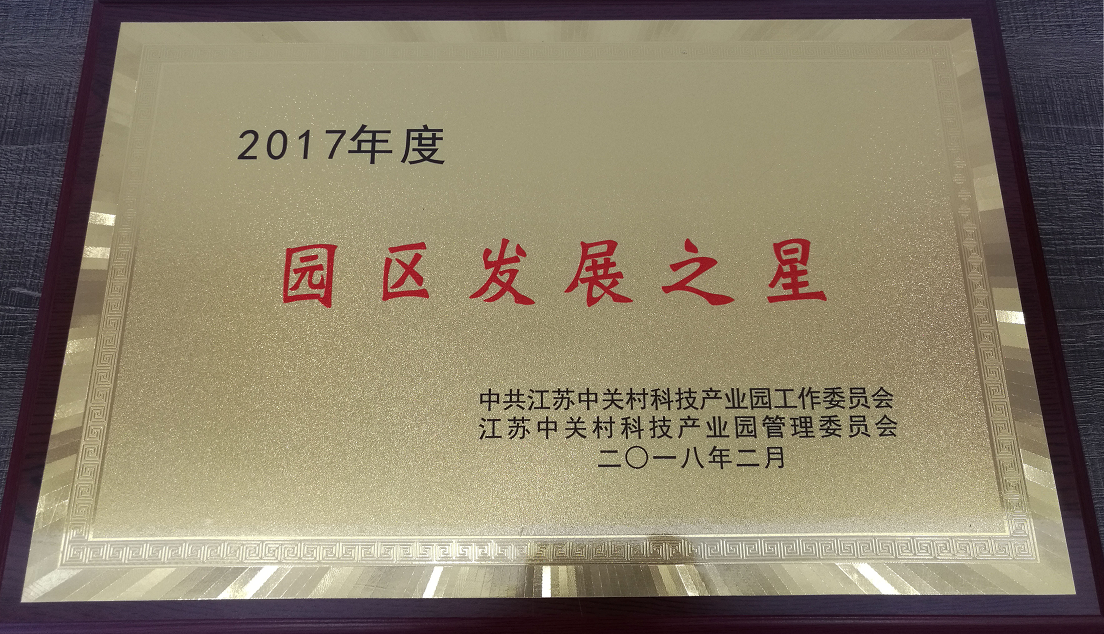 2017年度
园区发展之星
中共江苏中关村科技产业园工作委员会
江苏中关村科技产业园管理委员会
二〇一八年二月